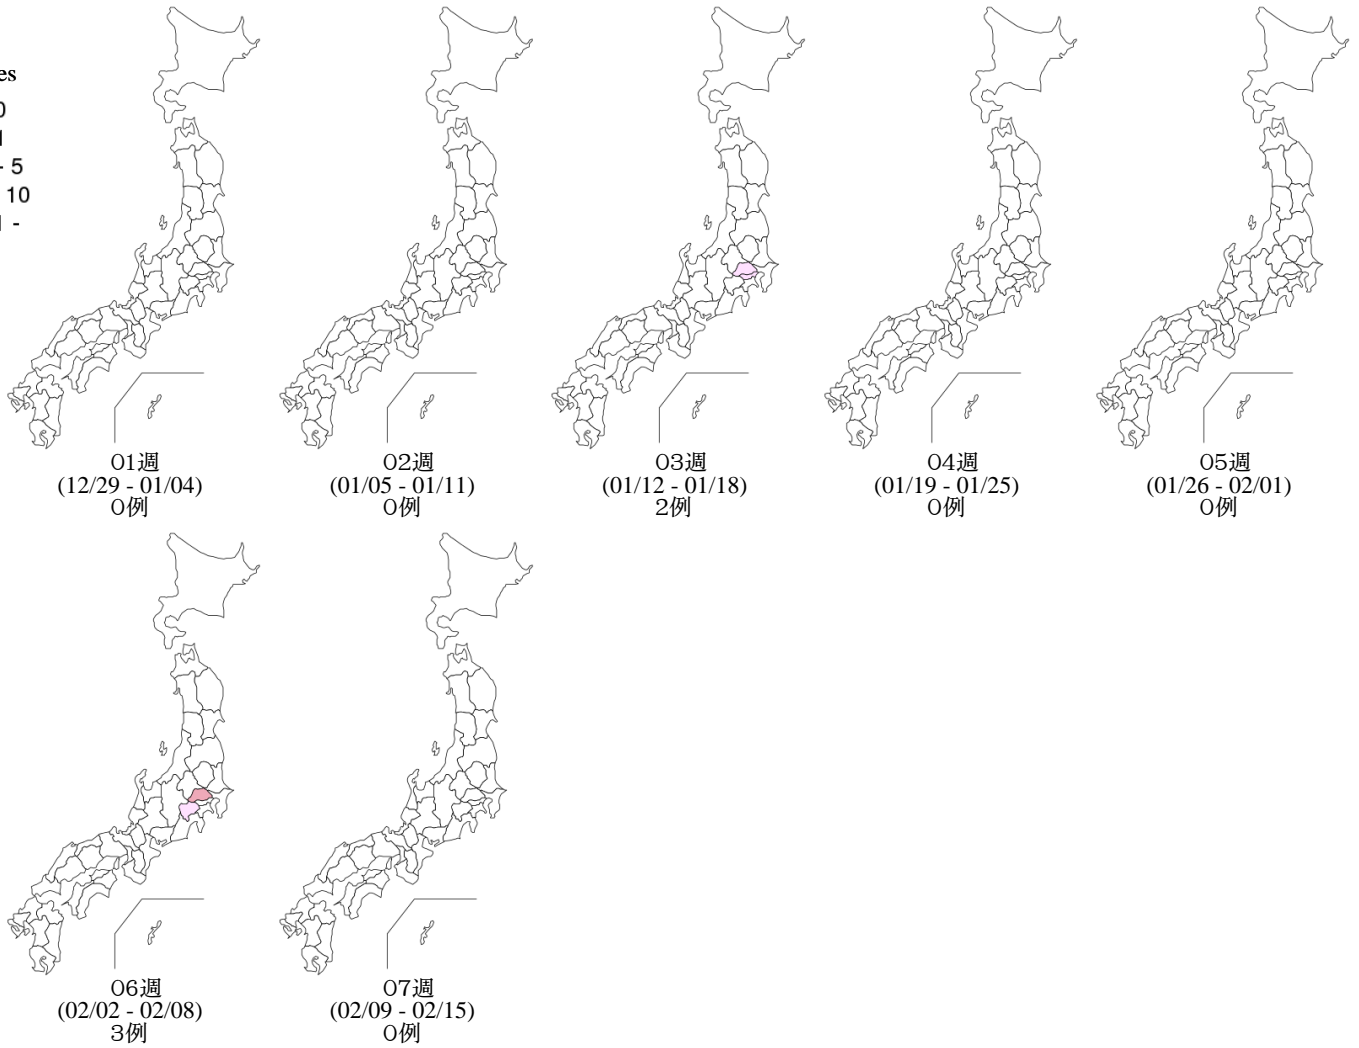 es
0
1
- 5
10
1 -
01週
(12/29 - 01/04)
0例
02週
(01/05 - 01/11)
0例
03週
(01/12 - 01/18)
2例
04週
(01/19 - 01/25)
0例
05週
(01/26 - 02/01)
0例
06週
(02/02 - 02/08)
3例
07週
(02/09 - 02/15)
0例